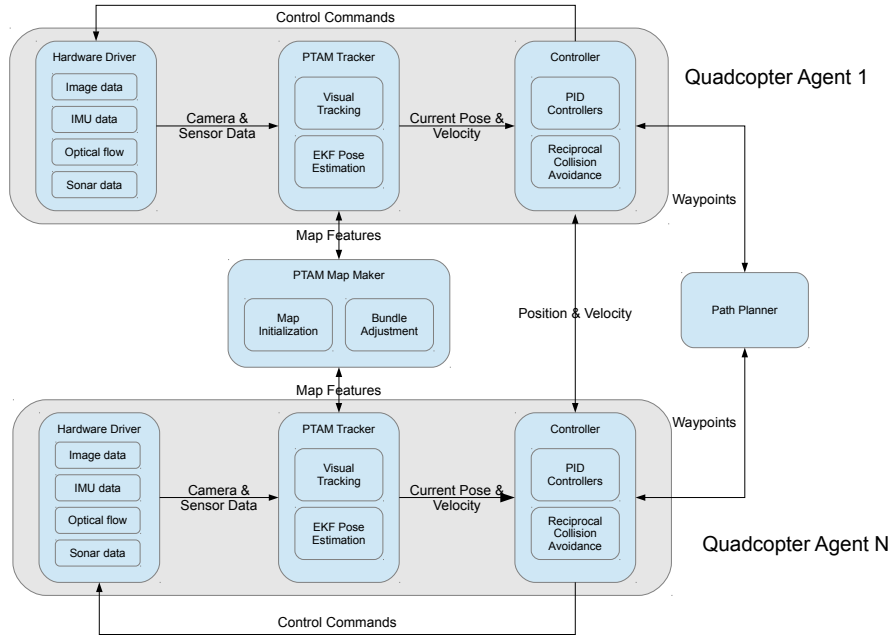 Control Commands
Hardware Driver
Image data
IMU data
Optical flow
Sonar data
Camera &
Sensor Data
PTAM Tracker
Visual
Tracking
EKF Pose
Estimation
Current Pose &
Velocity
Controller
PID
Controllers
Reciprocal
Collision
Avoidance
Quadcopter Agent 1
Waypoints
Map Features
PTAM Map Maker
Map
Initialization
Bundle
Adjustment
Position & Velocity
Path Planner
Map Features
Waypoints
Hardware Driver
Image data
IMU data
Optical flow
Sonar data
Camera &
Sensor Data
PTAM Tracker
Visual
Tracking
EKF Pose
Estimation
Current Pose &
Velocity
Controller
PID
Controllers
Reciprocal
Collision
Avoidance
Quadcopter Agent N
Control Commands